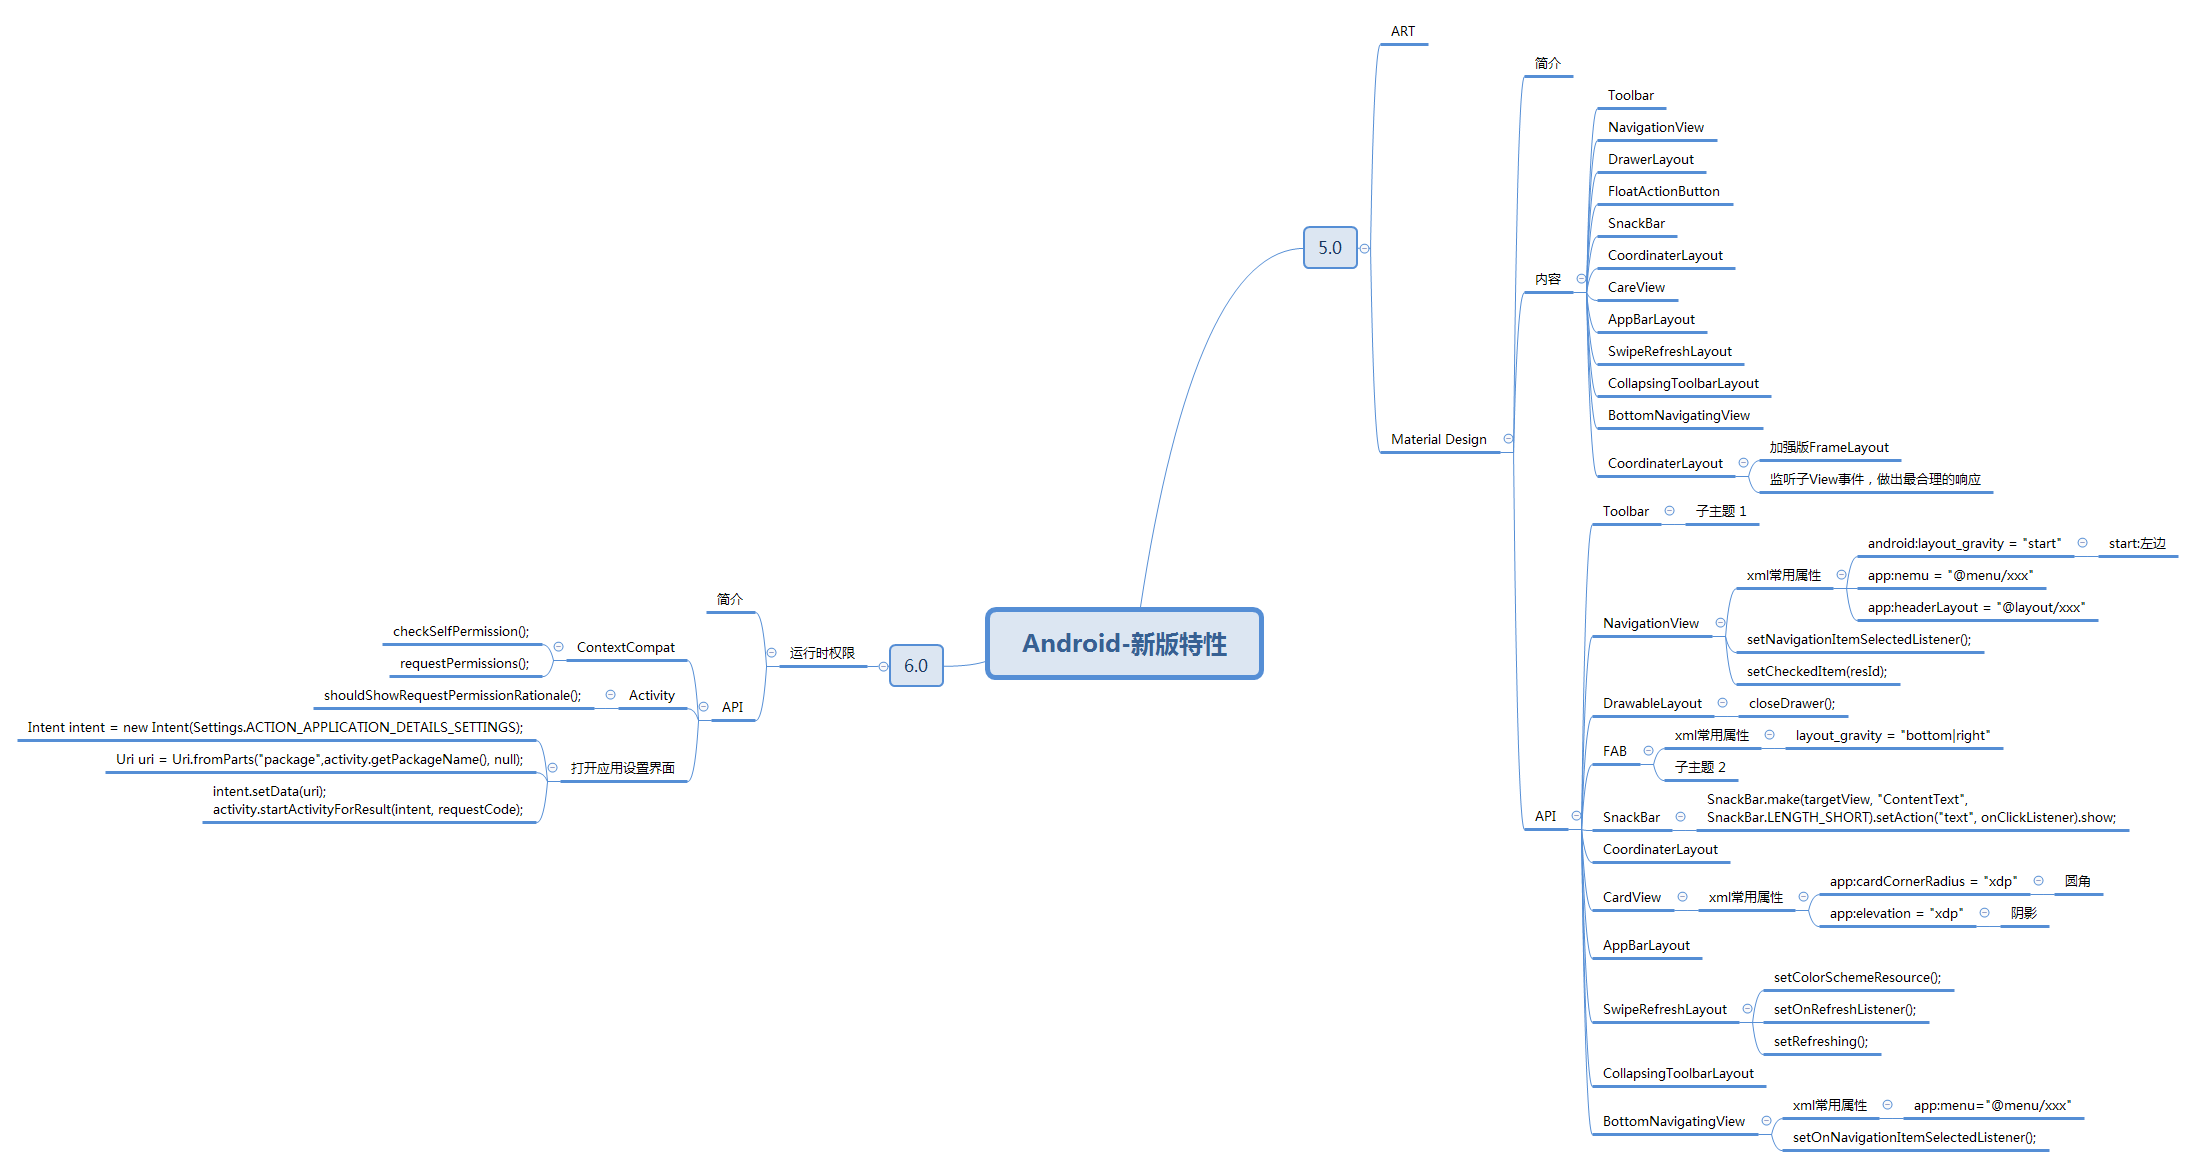 Android-新版特性
5.0
ART
Material Design
简介
内容
Toolbar
NavigationView
DrawerLayout
FloatActionButton
SnackBar
CoordinaterLayout
CareView
AppBarLayout
SwipeRefreshLayout
CollapsingToolbarLayout
BottomNavigatingView
CoordinaterLayout
加强版FrameLayout
监听子View事件，做出最合理的响应
API
Toolbar
子主题 1
NavigationView
xml常用属性
android:layout_gravity = "start"
start:左边
app:nemu = "@menu/xxx"
app:headerLayout = "@layout/xxx"
setNavigationItemSelectedListener();
setCheckedItem(resId);
DrawableLayout
closeDrawer();
FAB
xml常用属性
layout_gravity = "bottom|right"
子主题 2
SnackBar
SnackBar.make(targetView, "ContentText",
SnackBar.LENGTH_SHORT).setAction("text", onClickListener).show;
CoordinaterLayout
CardView
xml常用属性
app:cardCornerRadius = "xdp"
圆角
app:elevation = "xdp"
阴影
AppBarLayout
SwipeRefreshLayout
setColorSchemeResource();
setOnRefreshListener();
setRefreshing();
CollapsingToolbarLayout
BottomNavigatingView
xml常用属性
app:menu="@menu/xxx"
setOnNavigationItemSelectedListener();
6.0
运行时权限
简介
API
ContextCompat
checkSelfPermission();
requestPermissions();
Activity
shouldShowRequestPermissionRationale();
打开应用设置界面
Intent intent = new Intent(Settings.ACTION_APPLICATION_DETAILS_SETTINGS);
Uri uri = Uri.fromParts("package",activity.getPackageName(), null);
intent.setData(uri);
activity.startActivityForResult(intent, requestCode);